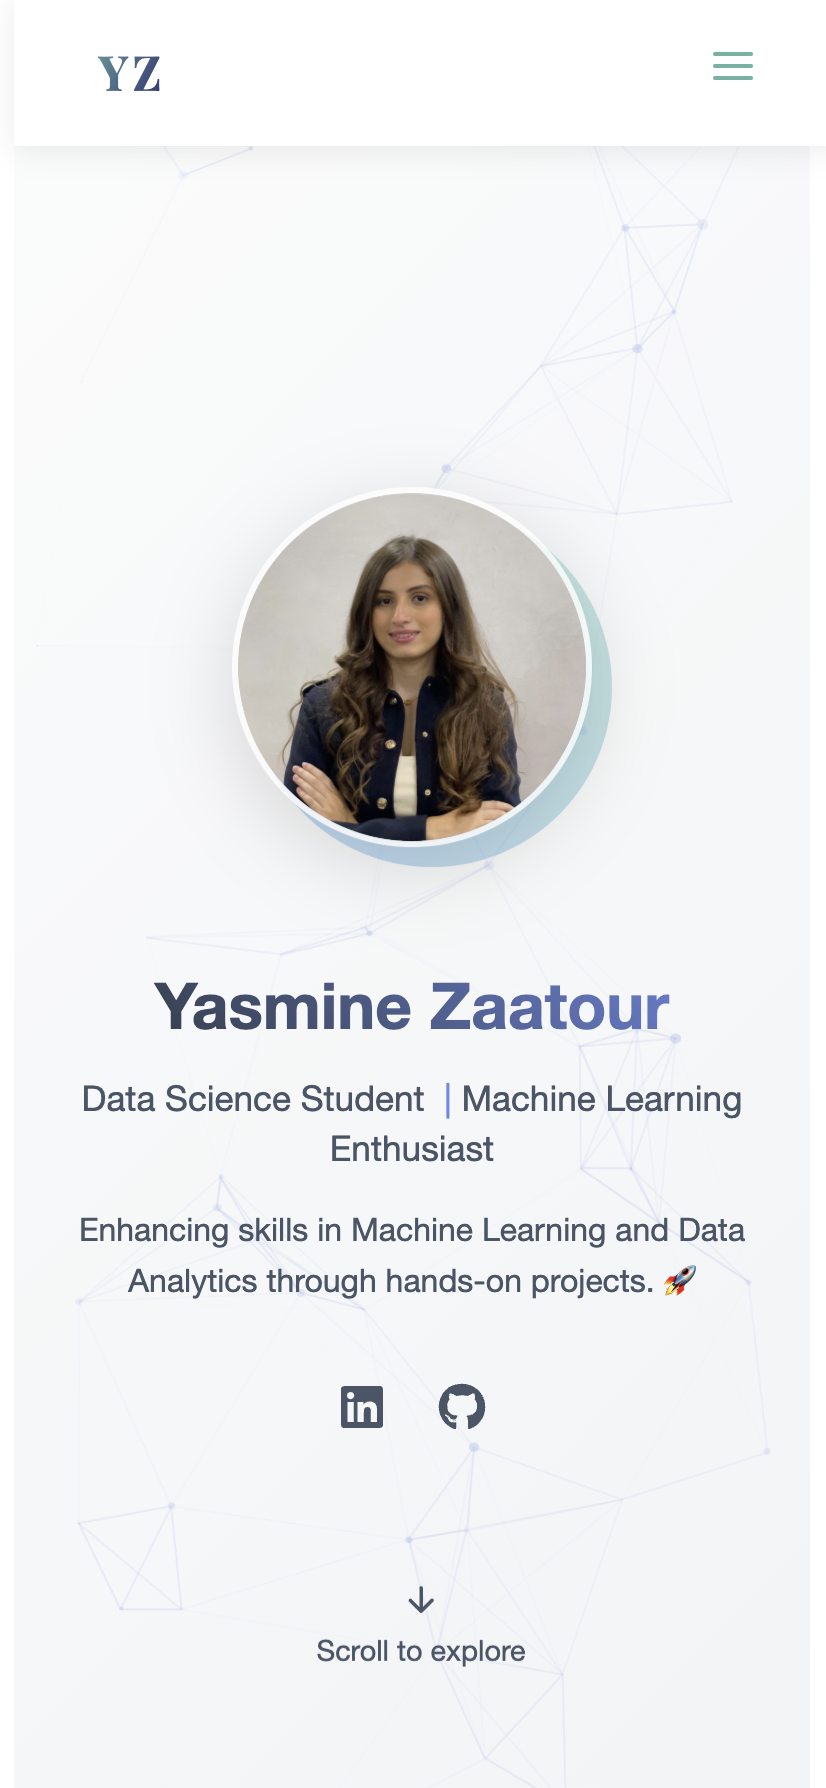 YZ
Yasmine Zaatour
Data Science Student | Machine Learning
Enthusiast
Enhancing skills in Machine Learning and Data
Analytics through hands-on projects. 🚀
in
Scroll to explore